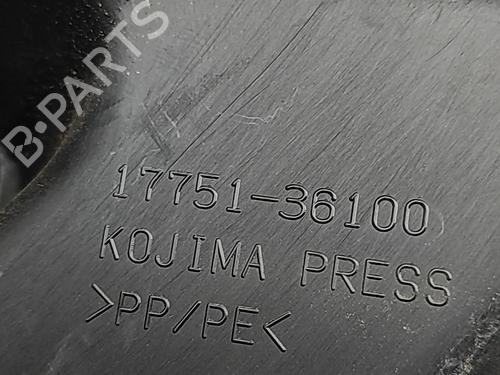 B·PARTS
17751-36100
KOJIMA PRESS
>PP/PE<